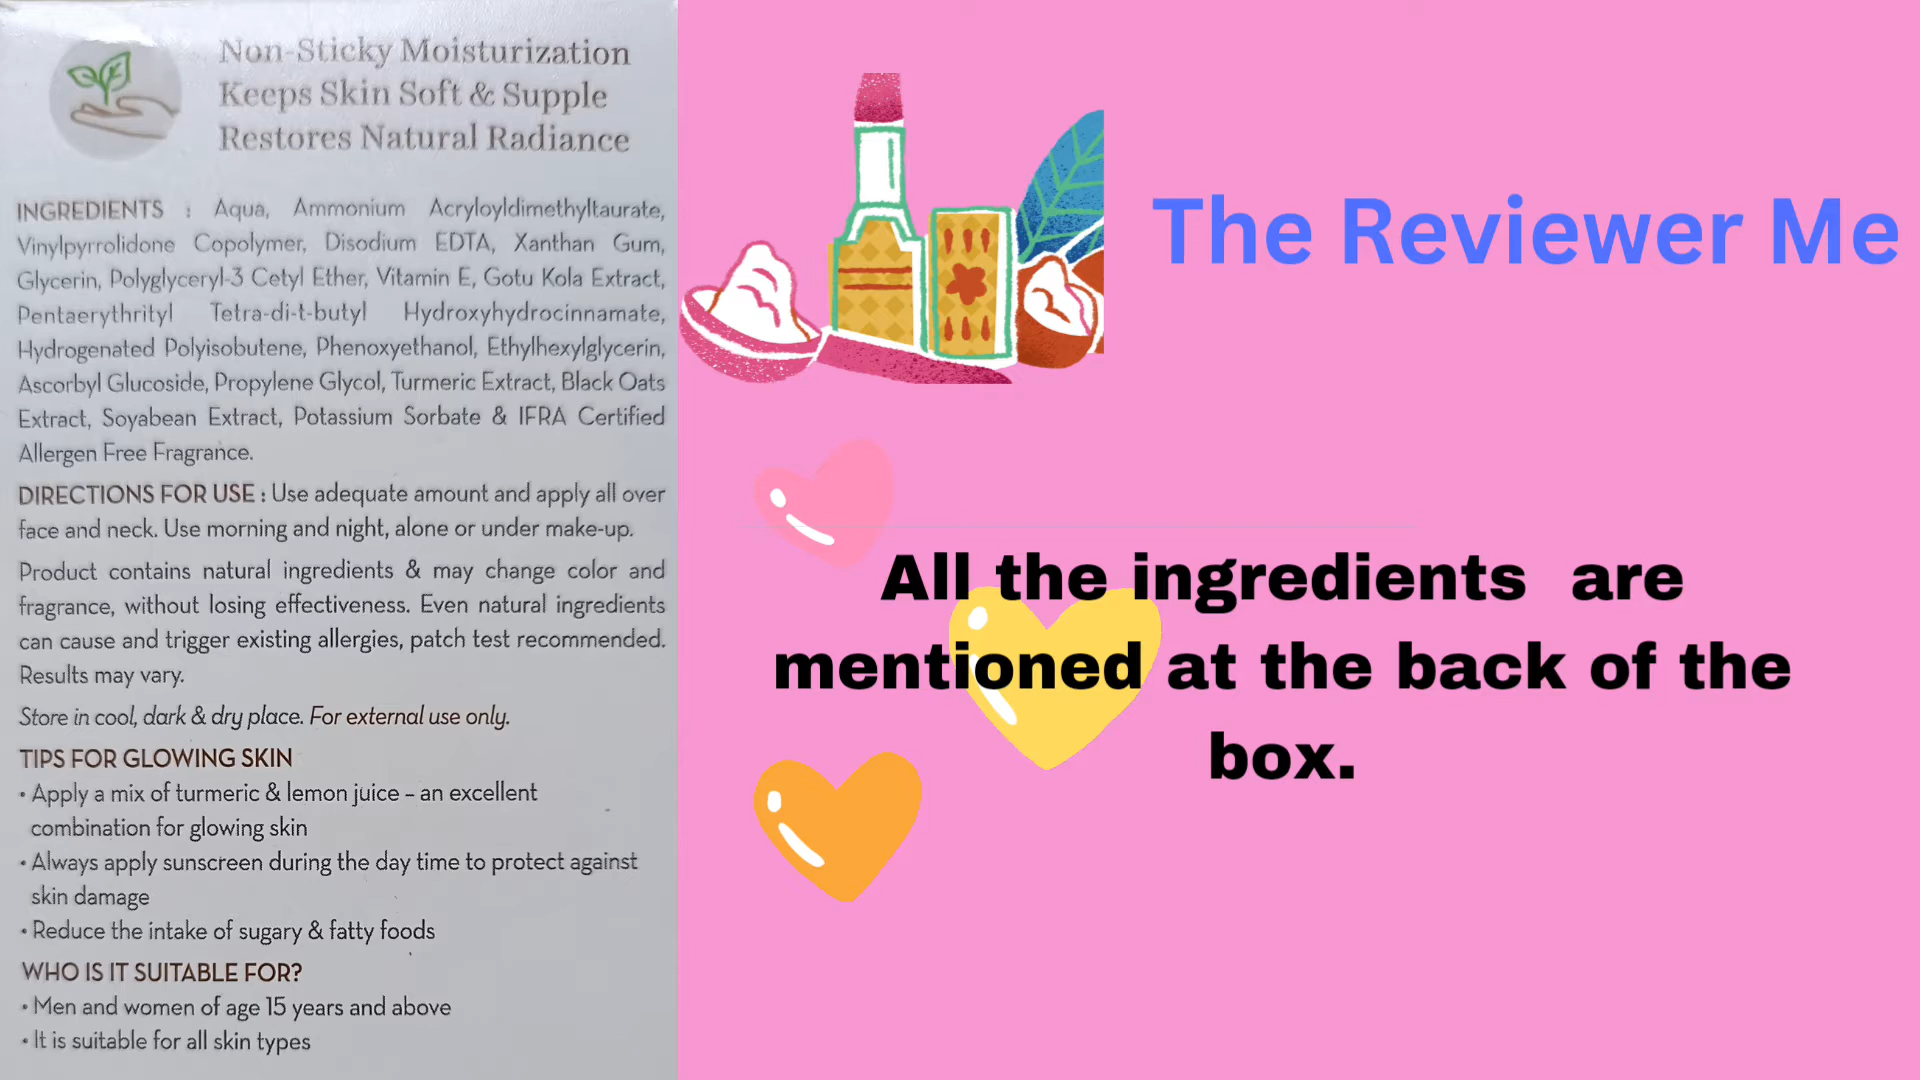 Non-Sticky Moisturization
Keeps Skin Soft & Supple
Restores Natural Radiance
INGREDIENTS : Aqua, Ammonium Acryloyldimethyltaurate,
Vinylpyrrolidone Copolymer, Disodium EDTA, Xanthan Gum,
Glycerin, Polyglyceryl-3 Cetyl Ether, Vitamin E, Gotu Kola Extract,
Pentaerythrityl Tetra-di-t-butyl Hydroxyhydrocinnamate,
Hydrogenated Polyisobutene, Phenoxyethanol, Ethylhexylglycerin,
Ascorbyl Glucoside, Propylene Glycol, Turmeric Extract, Black Oats
Extract, Soyabean Extract, Potassium Sorbate & IFRA Certified
Allergen Free Fragrance.
DIRECTIONS FOR USE : Use adequate amount and apply all over
face and neck. Use morning and night, alone or under make-up.
Product contains natural ingredients & may change color and
fragrance, without losing effectiveness. Even natural ingredients
can cause and trigger existing allergies, patch test recommended.
Results may vary.
Store in cool, dark & dry place. For external use only.
TIPS FOR GLOWING SKIN
• Apply a mix of turmeric & lemon juice – an excellent
combination for glowing skin
• Always apply sunscreen during the day time to protect against
skin damage
• Reduce the intake of sugary & fatty foods
WHO IS IT SUITABLE FOR?
• Men and women of age 15 years and above
• It is suitable for all skin types
The Reviewer Me
All the ingredients are
mentioned at the back of the
box.